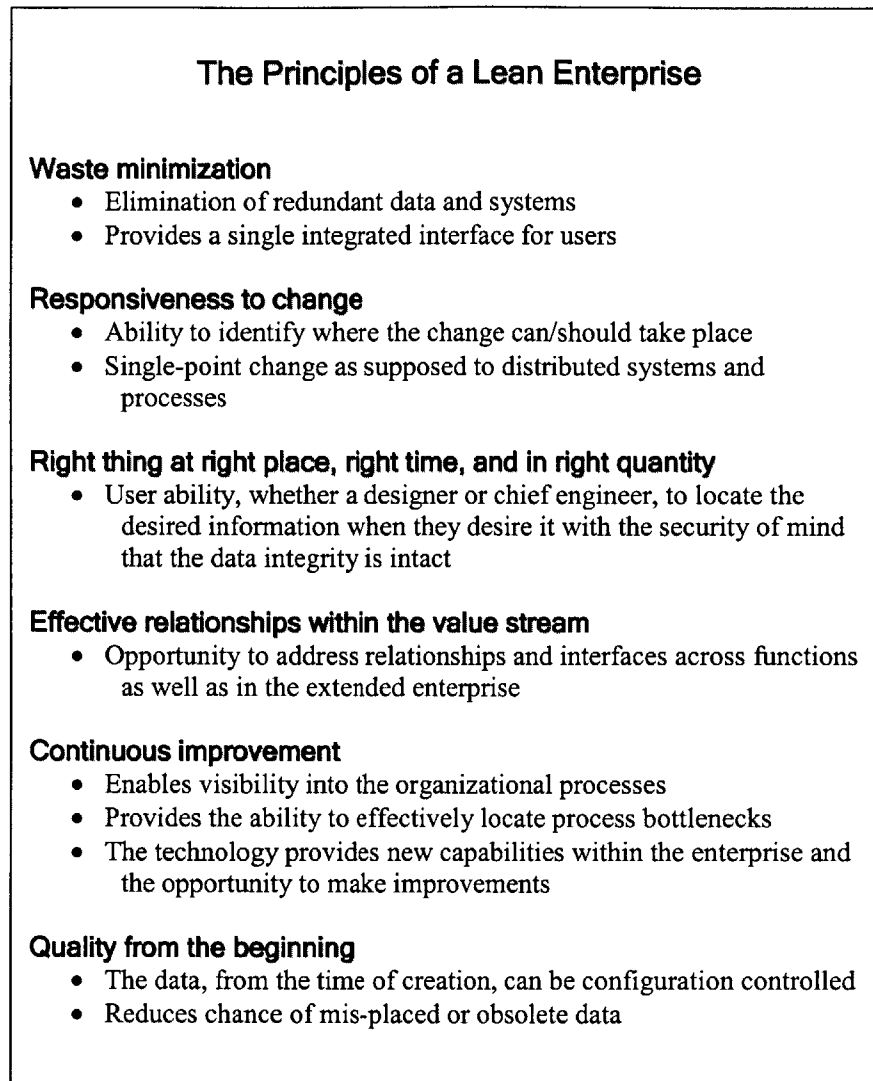 The Principles of a Lean Enterprise
Waste minimization
• Elimination of redundant data and systems
• Provides a single integrated interface for users
Responsiveness to change
• Ability to identify where the change can/should take place
• Single-point change as supposed to distributed systems and
processes
Right thing at right place, right time, and in right quantity
• User ability, whether a designer or chief engineer, to locate the
desired information when they desire it with the security of mind
that the data integrity is intact
Effective relationships within the value stream
• Opportunity to address relationships and interfaces across functions
as well as in the extended enterprise
Continuous improvement
• Enables visibility into the organizational processes
• Provides the ability to effectively locate process bottlenecks
• The technology provides new capabilities within the enterprise and
the opportunity to make improvements
Quality from the beginning
• The data, from the time of creation, can be configuration controlled
• Reduces chance of mis-placed or obsolete data